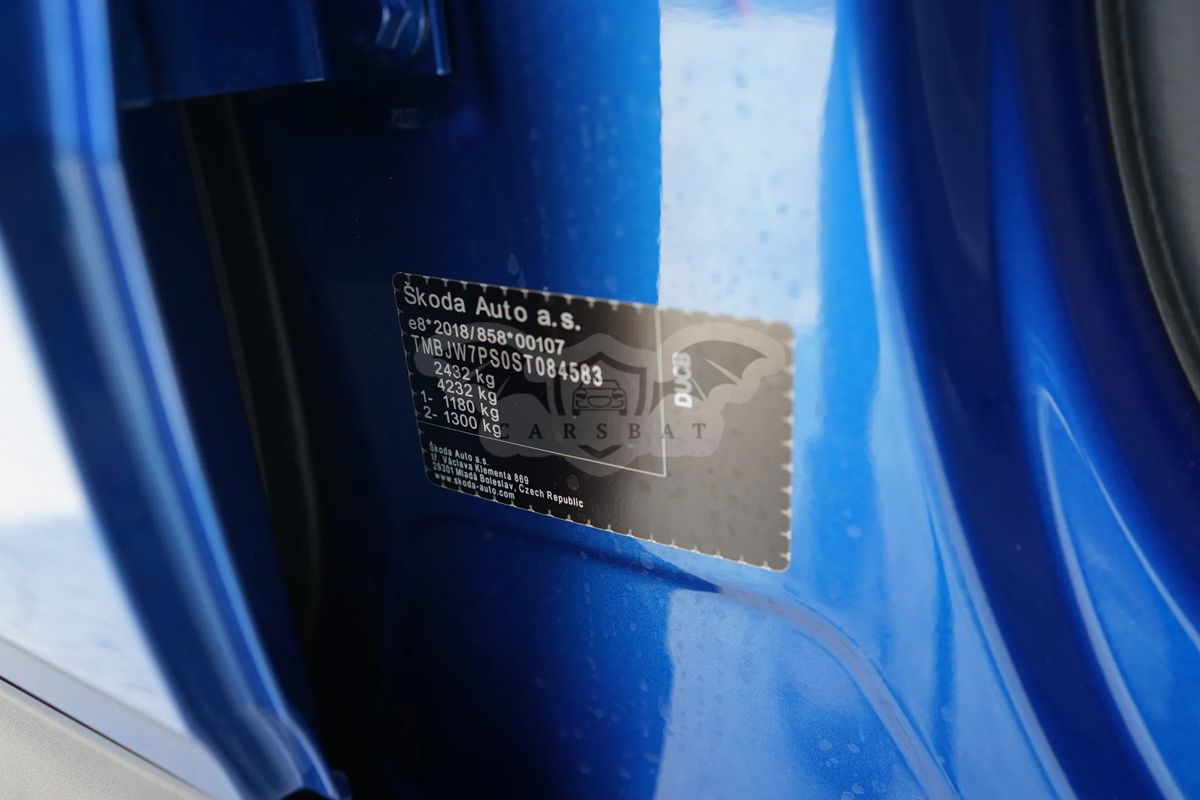 Škoda Auto a.s.
e8*2018/858*00107
TMBJW7PS0ST084583
2432 kg
4232 kg
1- 1180 kg
2- 1300 kg
DUCB
CARSBAT
Škoda Auto a.s.
tř. Václava Klementa 869
29301 Mladá Boleslav, Czech Republic
www.skoda-auto.com